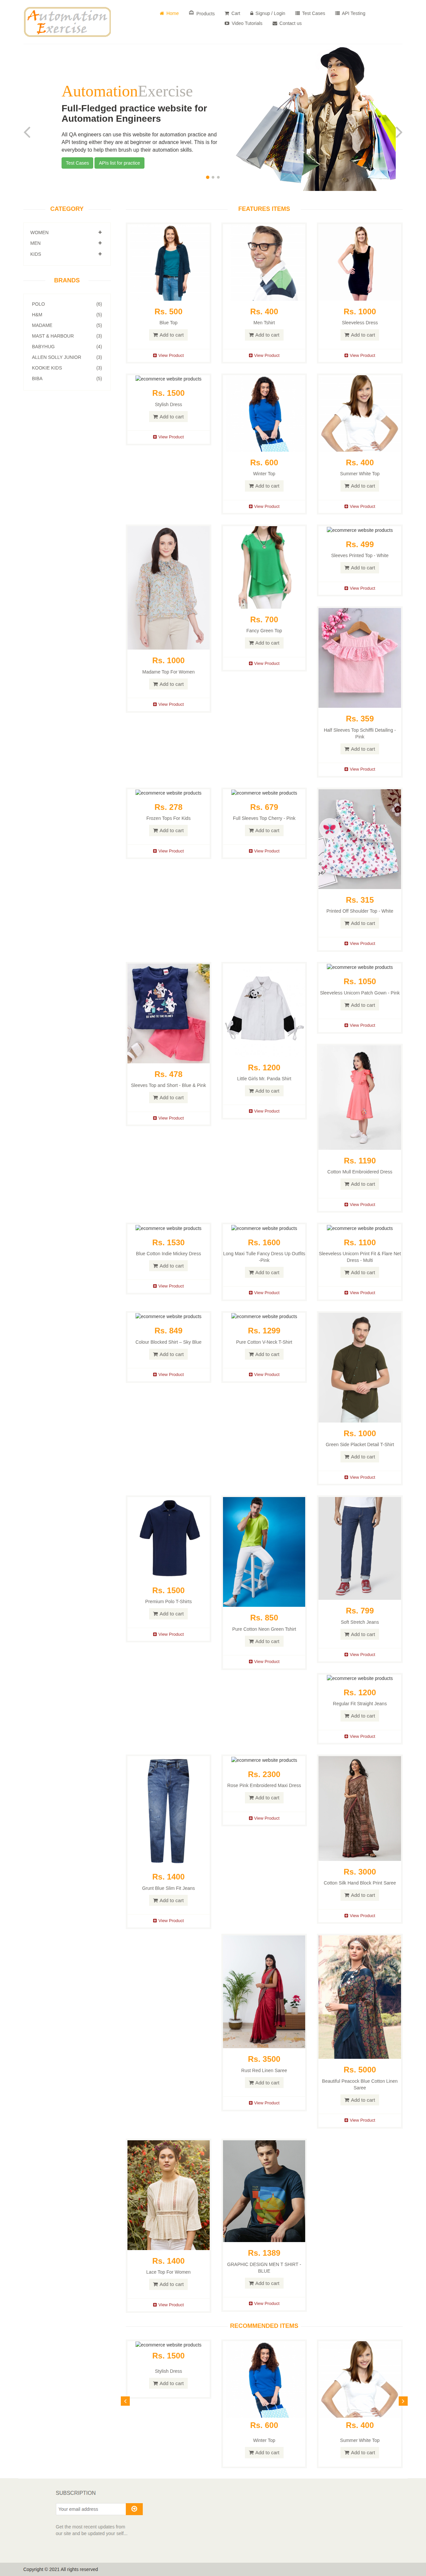 Automation
Exercise
Home
Products
Cart
Signup / Login
Test Cases
API Testing
Video Tutorials
Contact us
AutomationExercise
Full-Fledged practice website for
Automation Engineers
All QA engineers can use this website for automation practice and
API testing either they are at beginner or advance level. This is for
everybody to help them brush up their automation skills.
Test Cases
APIs list for practice
CATEGORY
WOMEN
MEN
KIDS
BRANDS
POLO (6)
H&M (5)
MADAME (5)
MAST & HARBOUR (3)
BABYHUG (4)
ALLEN SOLLY JUNIOR (3)
KOOKIE KIDS (3)
BIBA (5)
FEATURES ITEMS
Rs. 500
Blue Top
Add to cart
View Product
Rs. 400
Men Tshirt
Add to cart
View Product
Rs. 1000
Sleeveless Dress
Add to cart
View Product
ecommerce website products
Rs. 1500
Stylish Dress
Add to cart
View Product
Rs. 600
Winter Top
Add to cart
View Product
Rs. 400
Summer White Top
Add to cart
View Product
Rs. 1000
Madame Top For Women
Add to cart
View Product
Rs. 700
Fancy Green Top
Add to cart
View Product
ecommerce website products
Rs. 499
Sleeves Printed Top - White
Add to cart
View Product
Rs. 359
Half Sleeves Top Schiffli Detailing -
Pink
Add to cart
View Product
ecommerce website products
Rs. 278
Frozen Tops For Kids
Add to cart
View Product
ecommerce website products
Rs. 679
Full Sleeves Top Cherry - Pink
Add to cart
View Product
Rs. 315
Printed Off Shoulder Top - White
Add to cart
View Product
Rs. 478
Sleeves Top and Short - Blue & Pink
Add to cart
View Product
Rs. 1200
Little Girls Mr. Panda Shirt
Add to cart
View Product
ecommerce website products
Rs. 1050
Sleeveless Unicorn Patch Gown - Pink
Add to cart
View Product
Rs. 1190
Cotton Mull Embroidered Dress
Add to cart
View Product
ecommerce website products
Rs. 1530
Blue Cotton Indie Mickey Dress
Add to cart
View Product
ecommerce website products
Rs. 1600
Long Maxi Tulle Fancy Dress Up Outfits
-Pink
Add to cart
View Product
ecommerce website products
Rs. 1100
Sleeveless Unicorn Print Fit & Flare Net
Dress - Multi
Add to cart
View Product
ecommerce website products
Rs. 849
Colour Blocked Shirt – Sky Blue
Add to cart
View Product
ecommerce website products
Rs. 1299
Pure Cotton V-Neck T-Shirt
Add to cart
View Product
Rs. 1000
Green Side Placket Detail T-Shirt
Add to cart
View Product
Rs. 1500
Premium Polo T-Shirts
Add to cart
View Product
Rs. 850
Pure Cotton Neon Green Tshirt
Add to cart
View Product
Rs. 799
Soft Stretch Jeans
Add to cart
View Product
ecommerce website products
Rs. 1200
Regular Fit Straight Jeans
Add to cart
View Product
Rs. 1400
Grunt Blue Slim Fit Jeans
Add to cart
View Product
ecommerce website products
Rs. 2300
Rose Pink Embroidered Maxi Dress
Add to cart
View Product
Rs. 3000
Cotton Silk Hand Block Print Saree
Add to cart
View Product
Rs. 3500
Rust Red Linen Saree
Add to cart
View Product
Rs. 5000
Beautiful Peacock Blue Cotton Linen
Saree
Add to cart
View Product
Rs. 1400
Lace Top For Women
Add to cart
View Product
Rs. 1389
GRAPHIC DESIGN MEN T SHIRT -
BLUE
Add to cart
View Product
RECOMMENDED ITEMS
ecommerce website products
Rs. 1500
Stylish Dress
Add to cart
Rs. 600
Winter Top
Add to cart
Rs. 400
Summer White Top
Add to cart
SUBSCRIPTION
Your email address
Get the most recent updates from
our site and be updated your self...
Copyright © 2021 All rights reserved